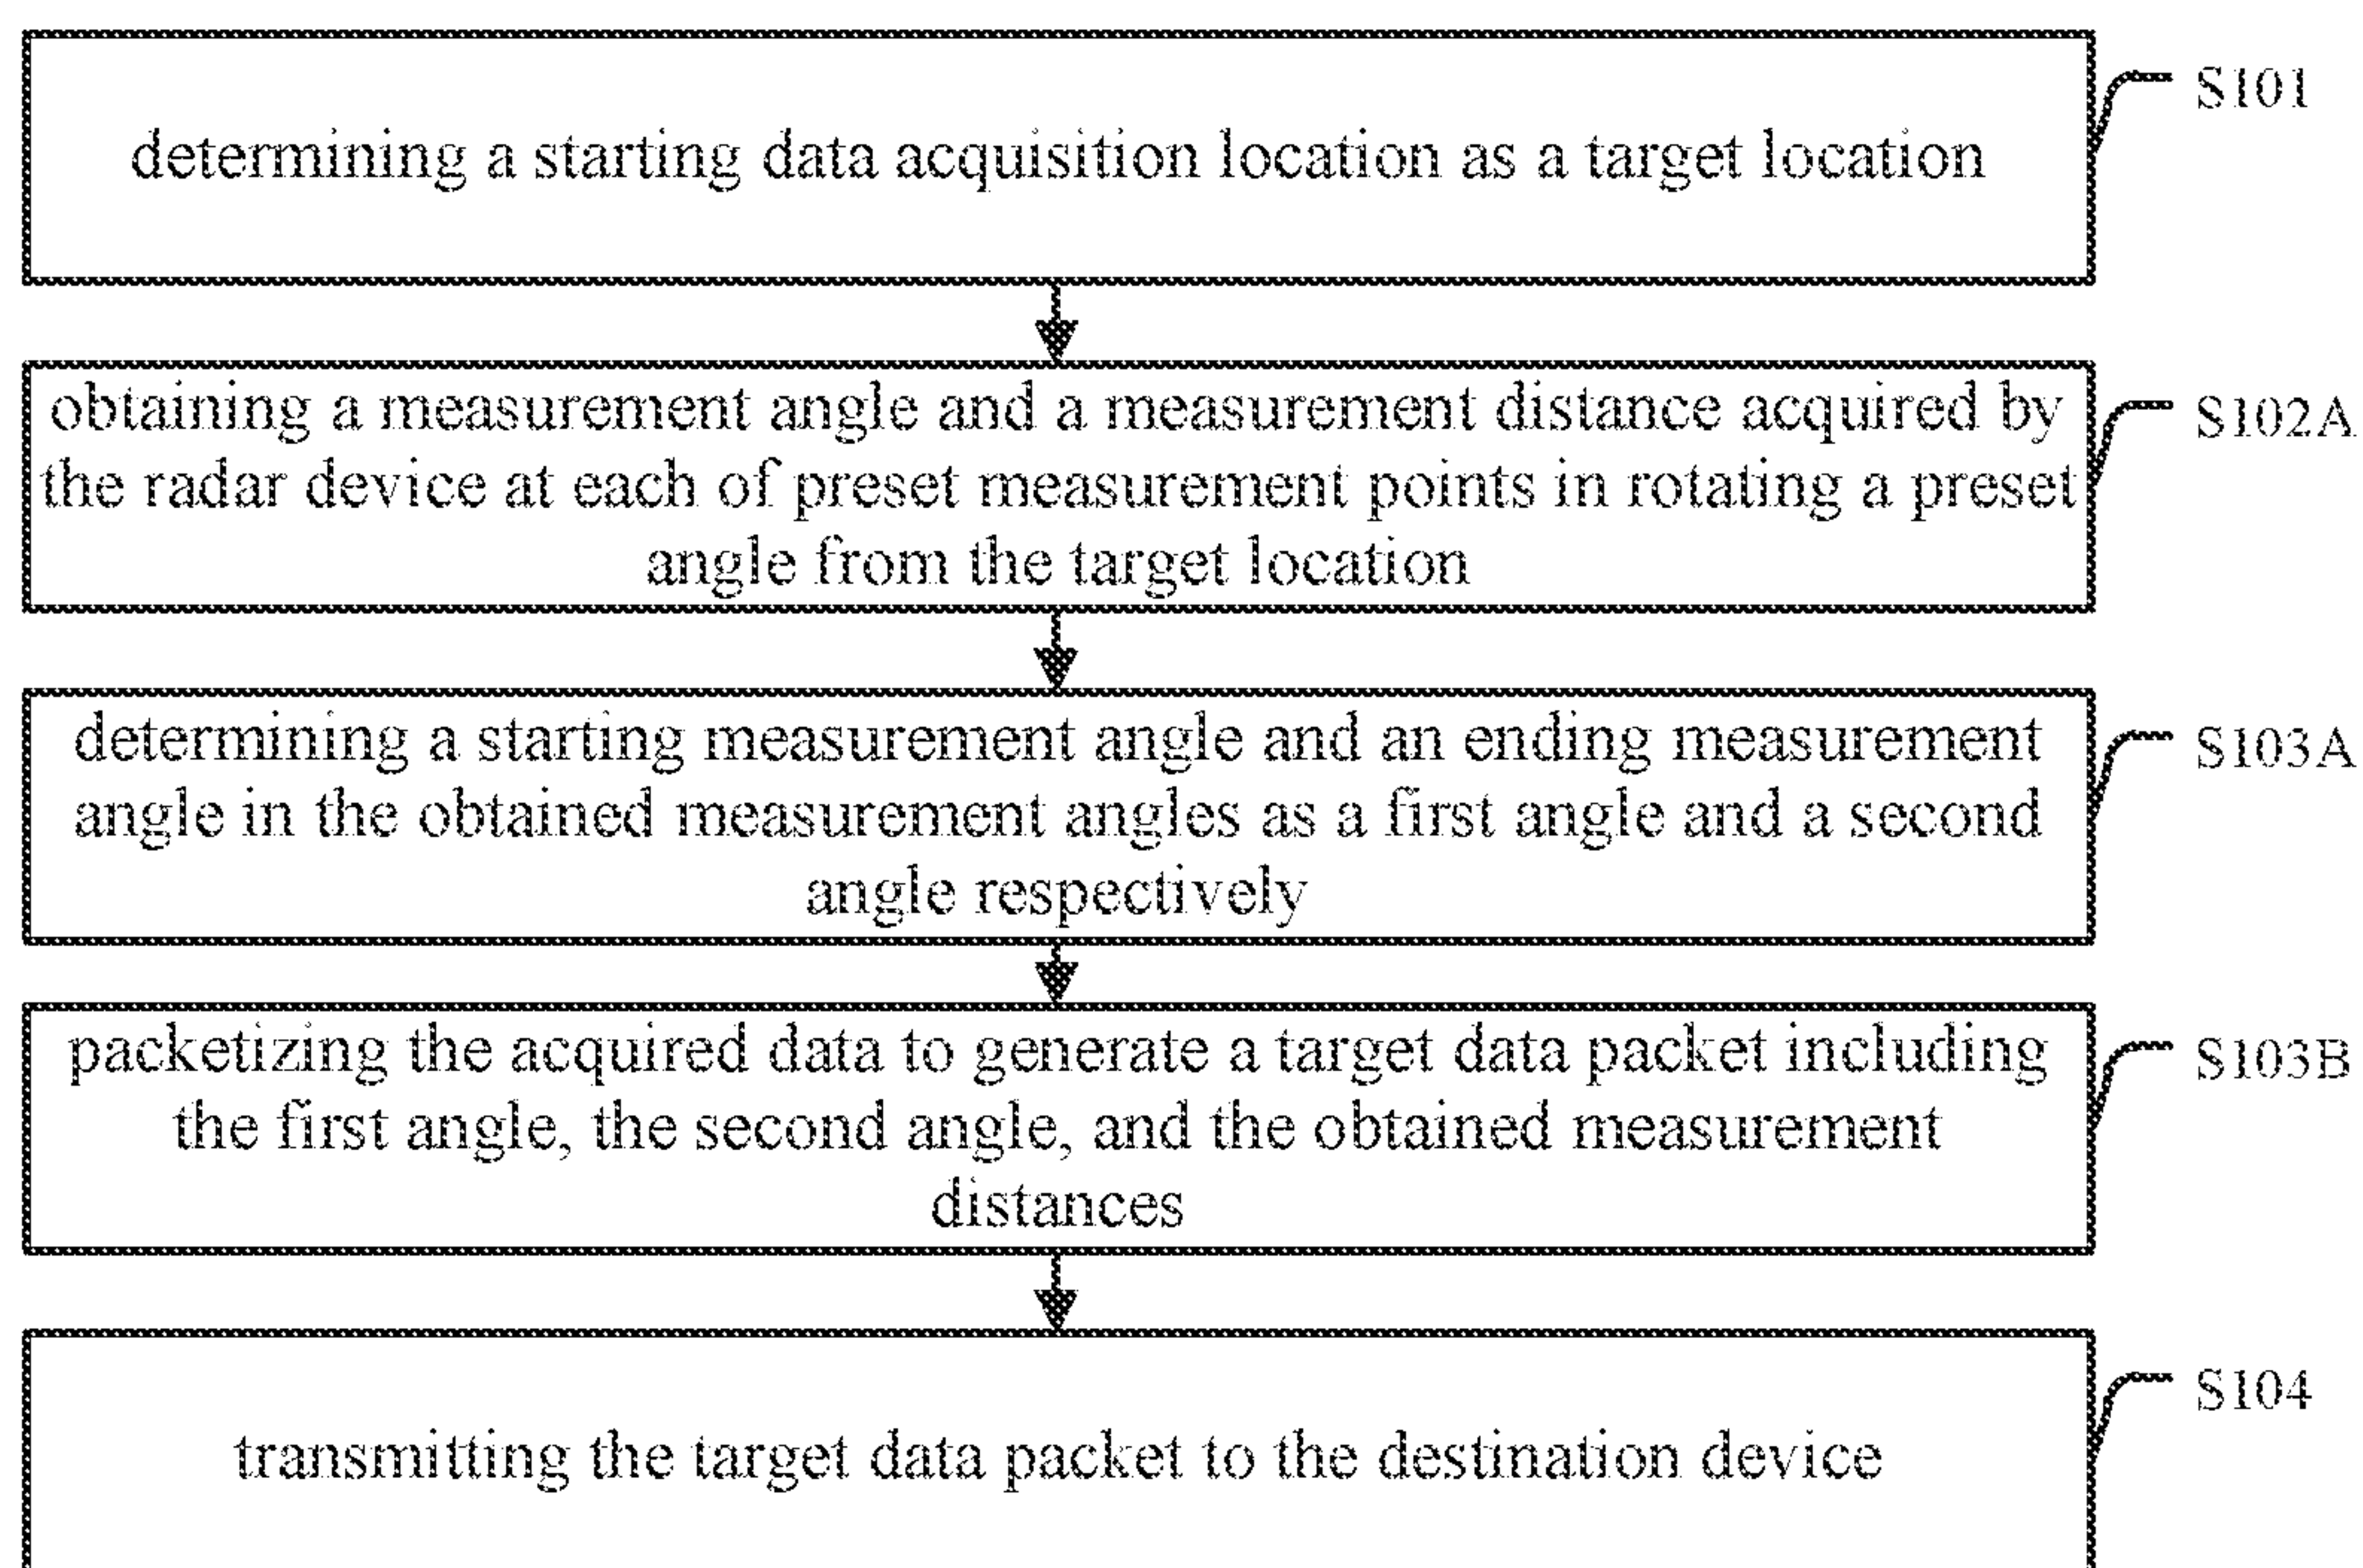 determining a starting data acquisition location as a target location
S101
obtaining a measurement angle and a measurement distance acquired by
the radar device at each of preset measurement points in rotating a preset
angle from the target location
S102A
determining a starting measurement angle and an ending measurement
angle in the obtained measurement angles as a first angle and a second
angle respectively
S103A
packetizing the acquired data to generate a target data packet including
the first angle, the second angle, and the obtained measurement
distances
S103B
transmitting the target data packet to the destination device
S104